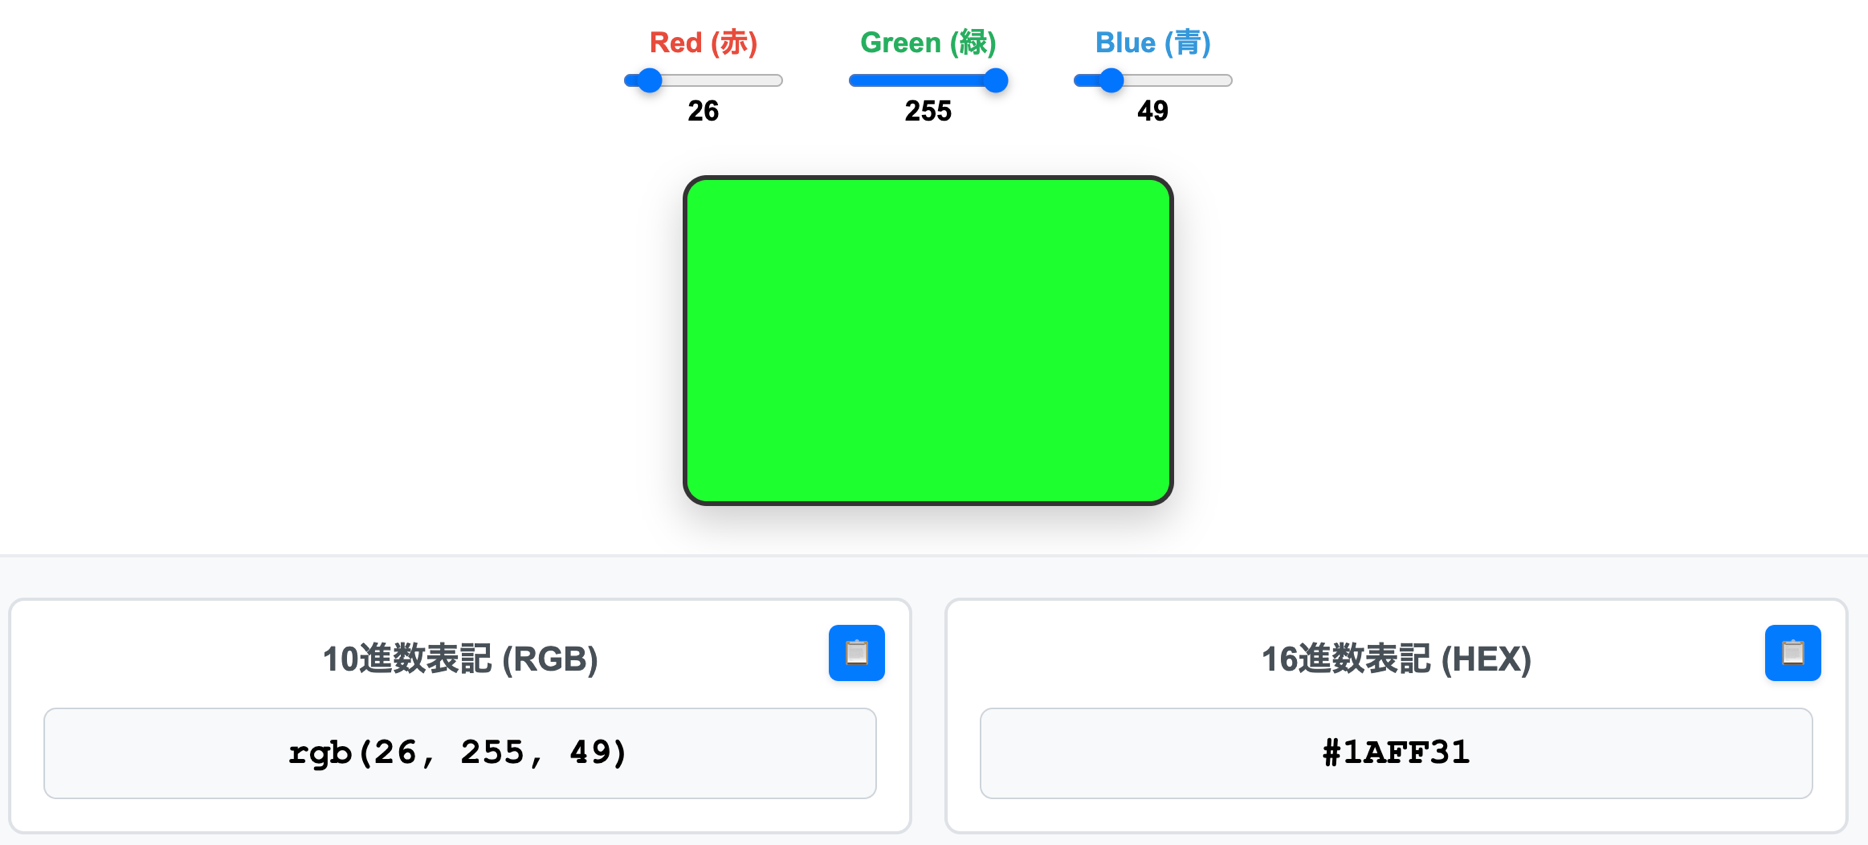 Red (赤)
Green (緑)
Blue (青)
26
255
49
10進数表記 (RGB)
16進数表記 (HEX)
rgb(26, 255, 49)
#1AFF31